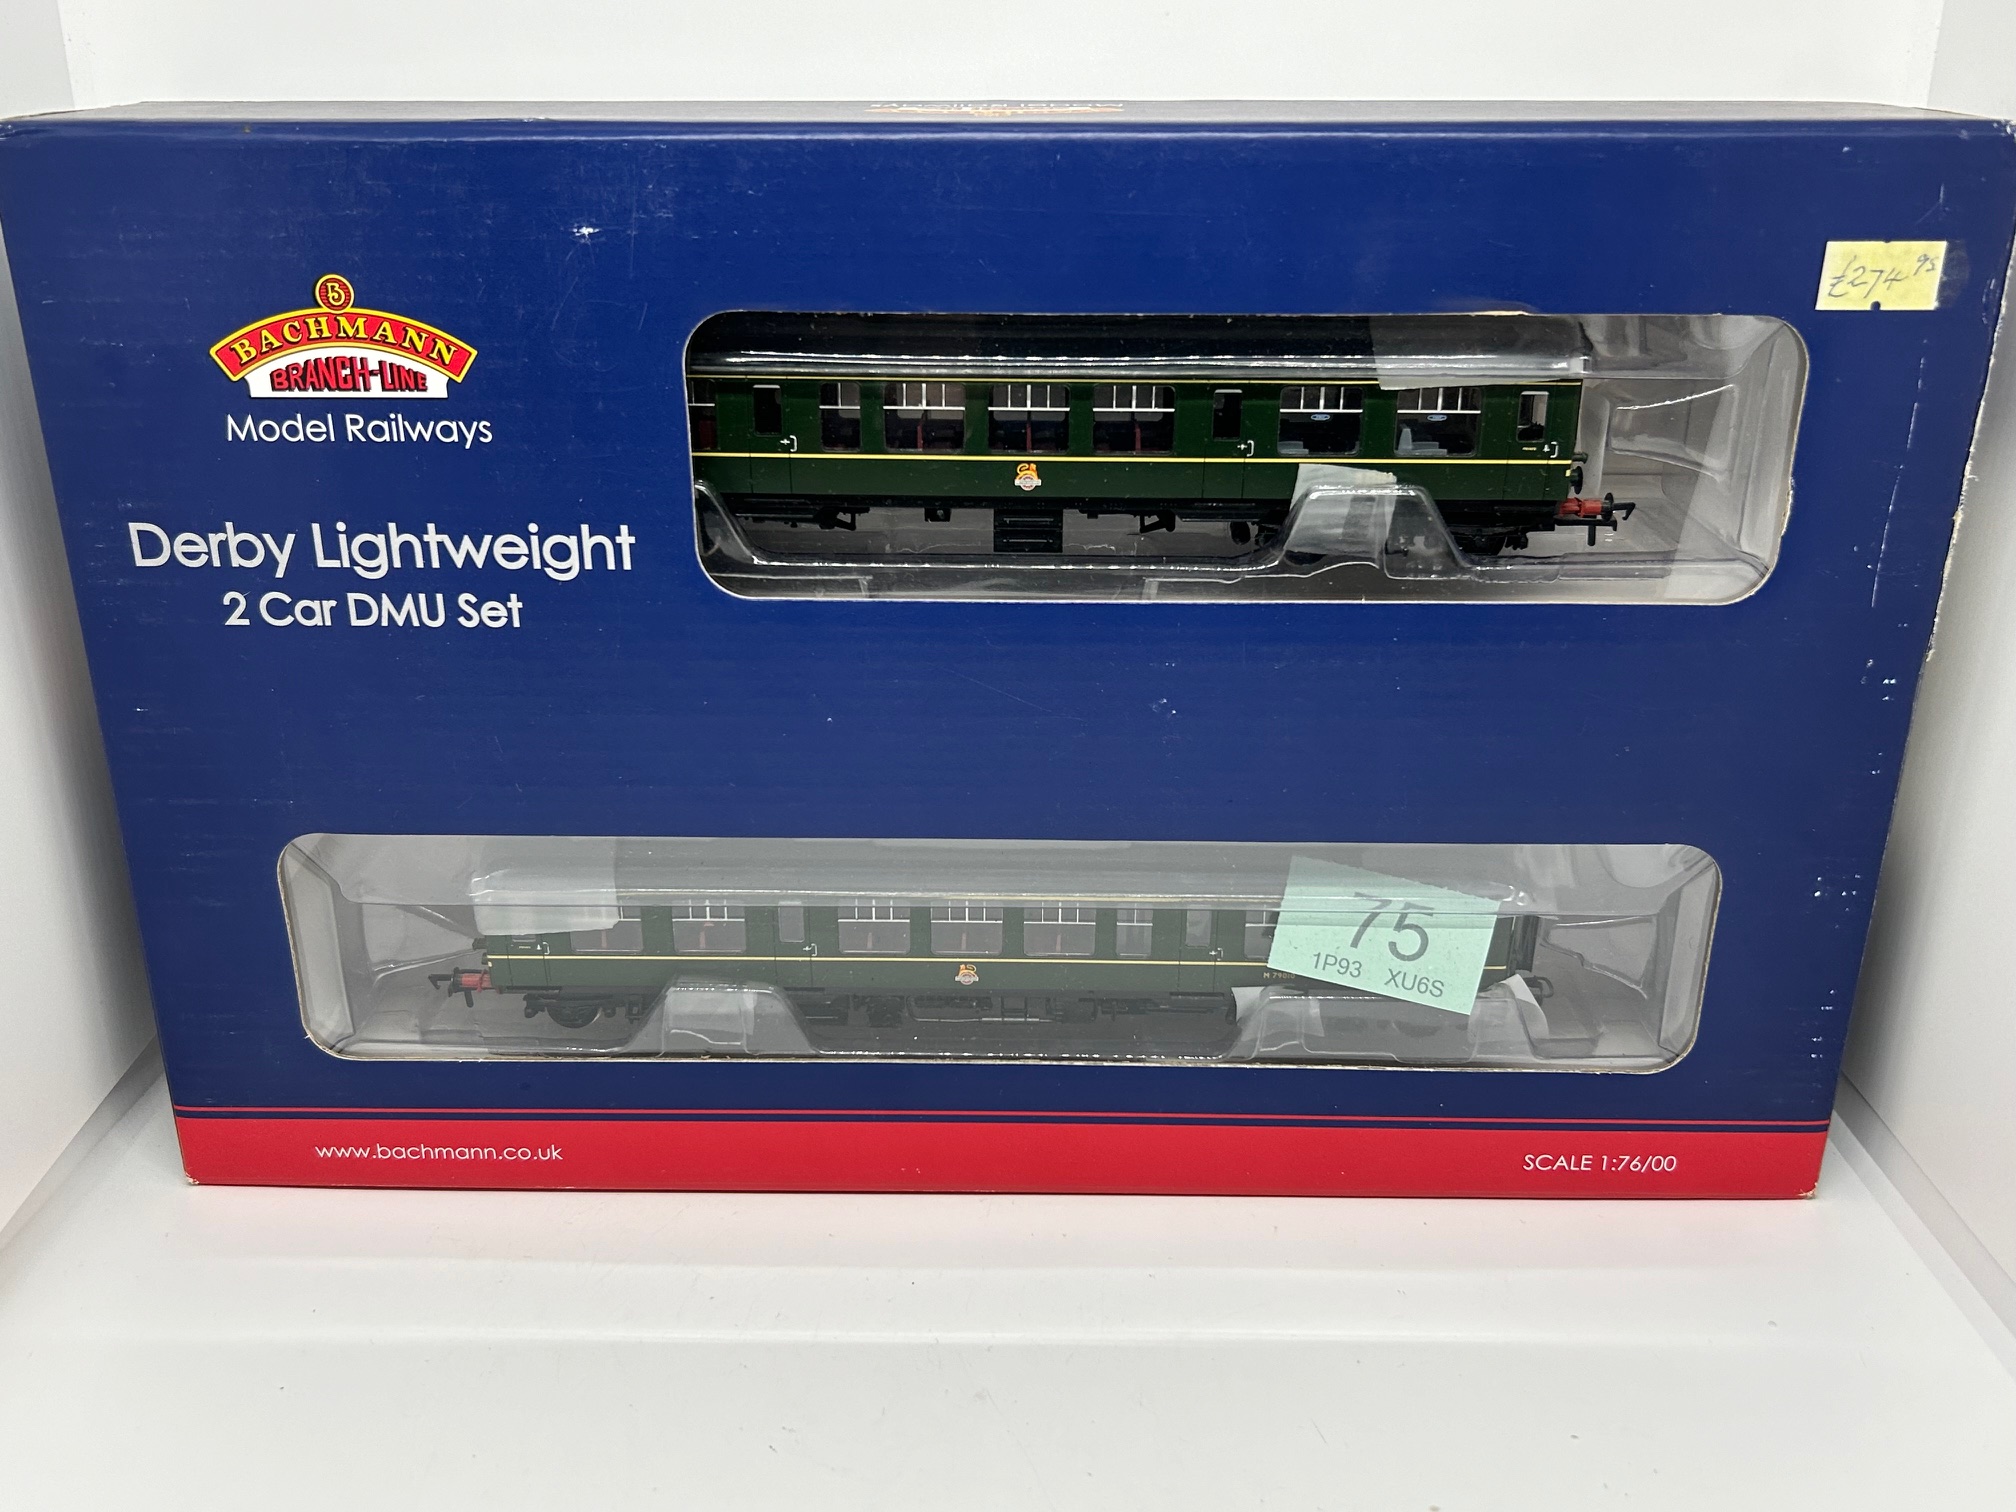 £274 95
B
BACHMANN
BRANCH-LINE
Model Railways
Derby Lightweight
2 Car DMU Set
75
1P93 XU6S
M 79010
www.bachmann.co.uk
SCALE 1:76/00